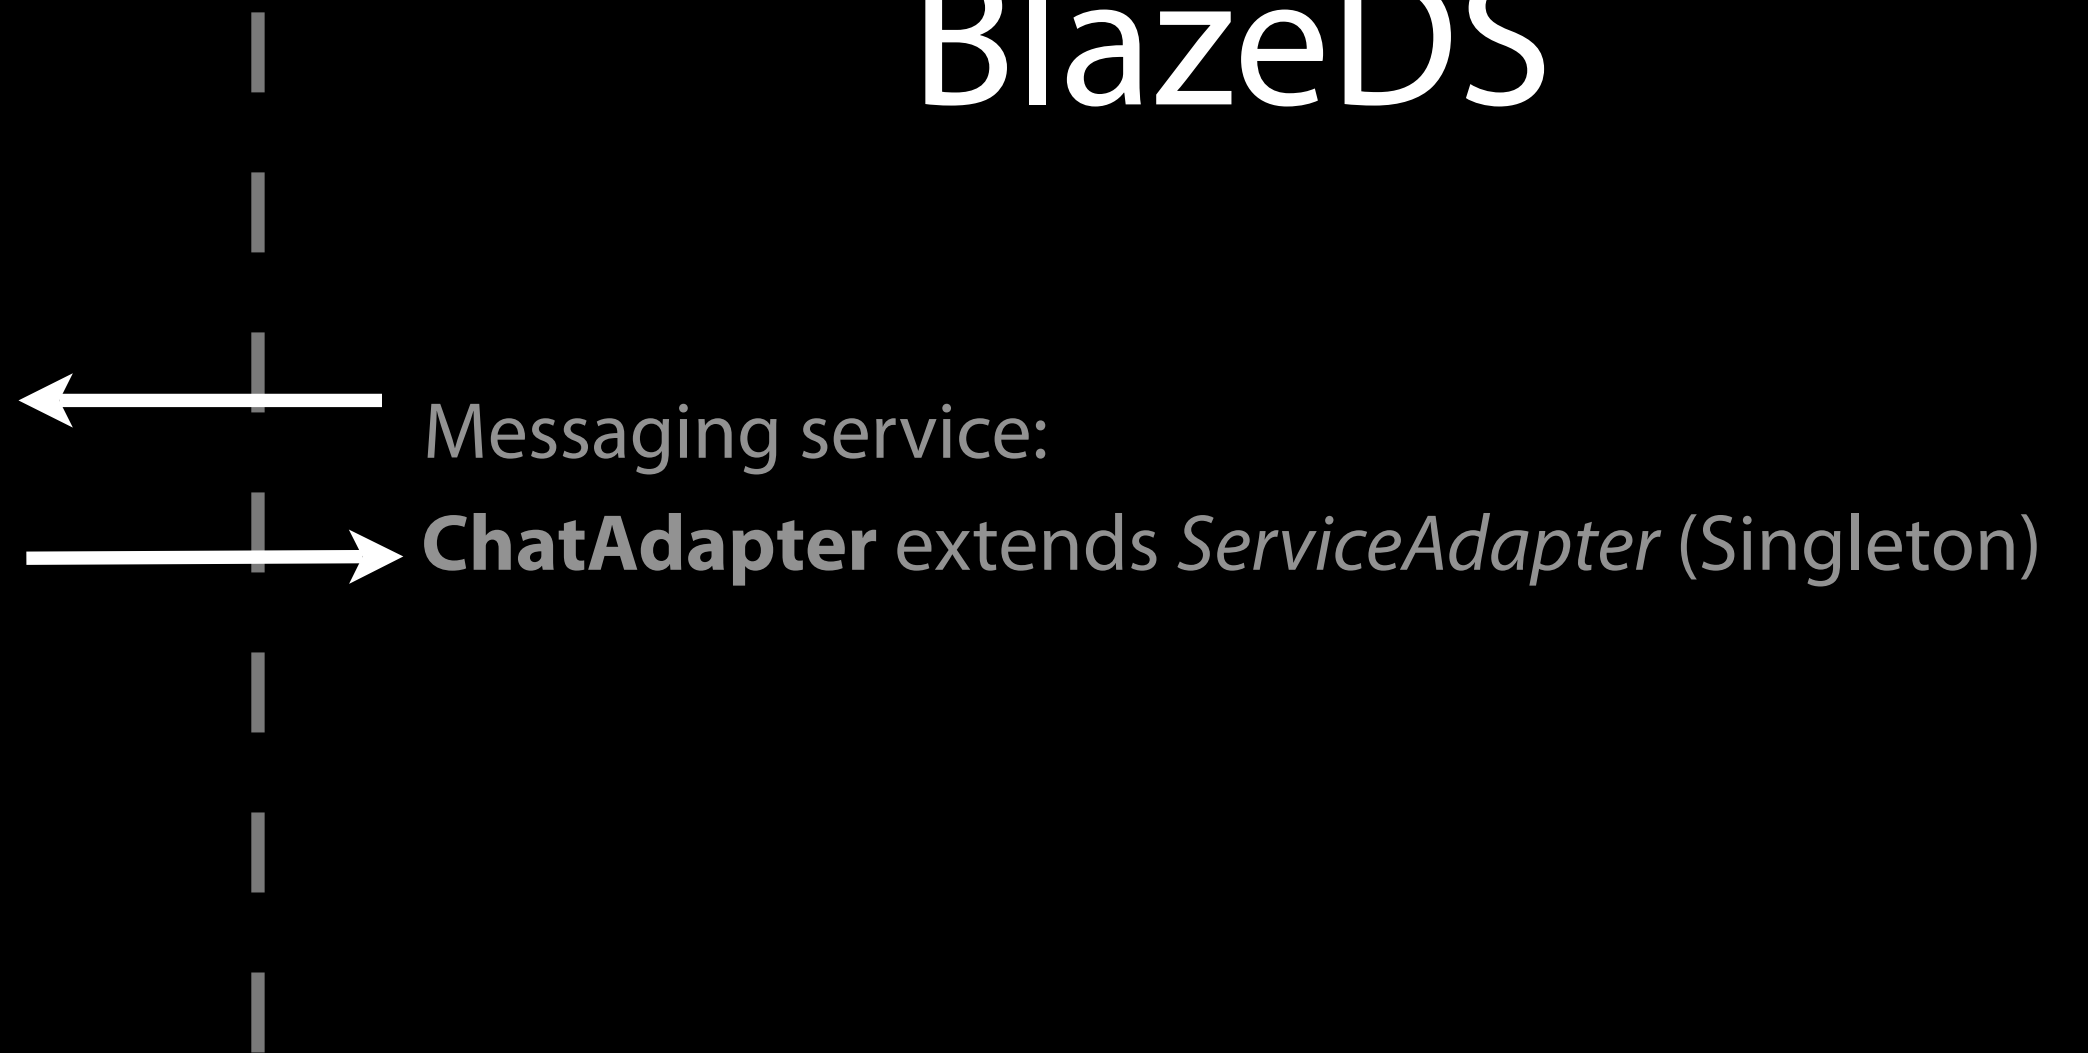 BlazeDS
Messaging service:
ChatAdapter extends ServiceAdapter (Singleton)